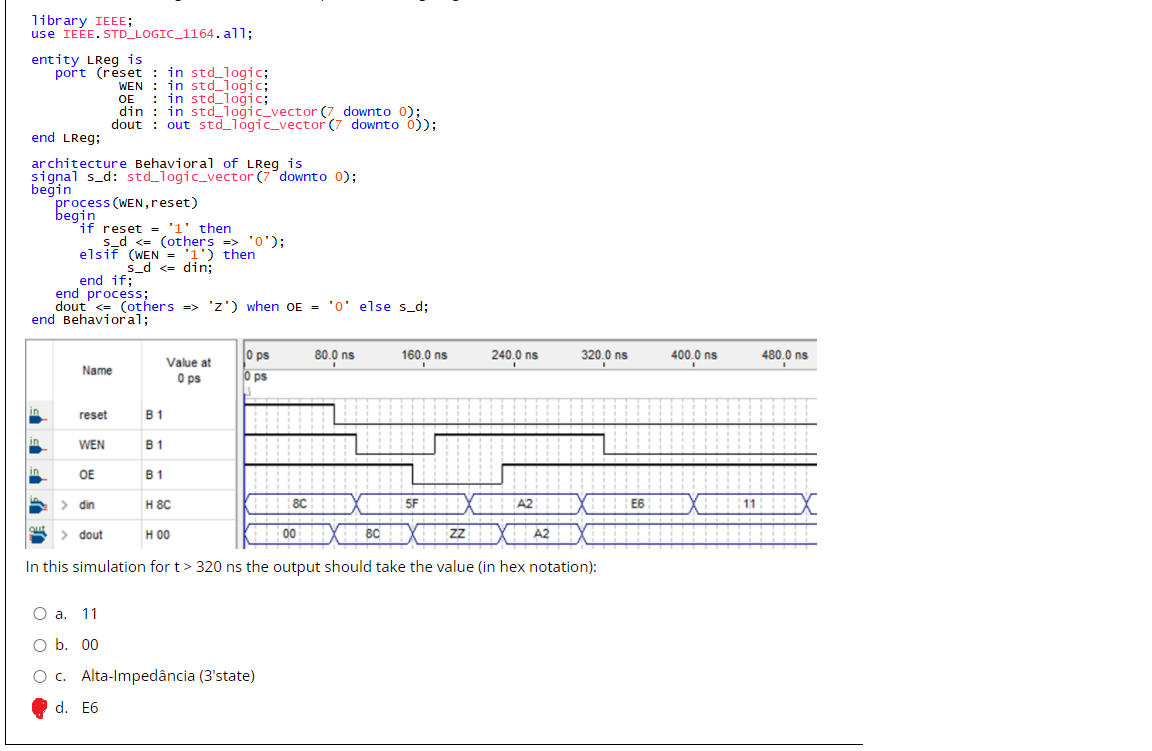 library IEEE;
use IEEE.STD_LOGIC_1164.all;
entity LReg is
port (reset : in std_logic;
WEN : in std_logic;
OE : in std_logic;
din : in std_logic_vector(7 downto 0);
dout : out std_logic_vector(7 downto 0));
end LReg;
architecture Behavioral of LReg is
signal s_d: std_logic_vector(7 downto 0);
begin
process(WEN,reset)
begin
if reset = '1' then
s_d <= (others => '0');
elsif (WEN = '1') then
s_d <= din;
end if;
end process;
dout <= (others => 'Z') when OE = '0' else s_d;
end Behavioral;
Name Value at 0 ps 80.0 ns 160.0 ns 240.0 ns 320.0 ns 400.0 ns 480.0 ns
0 ps 0 ps
in reset B 1
in WEN B 1
in OE B 1
in > din H 8C 8C 5F A2 E6 11
out > dout H 00 00 8C ZZ A2
In this simulation for t > 320 ns the output should take the value (in hex notation):
a. 11
b. 00
c. Alta-Impedância (3'state)
d. E6